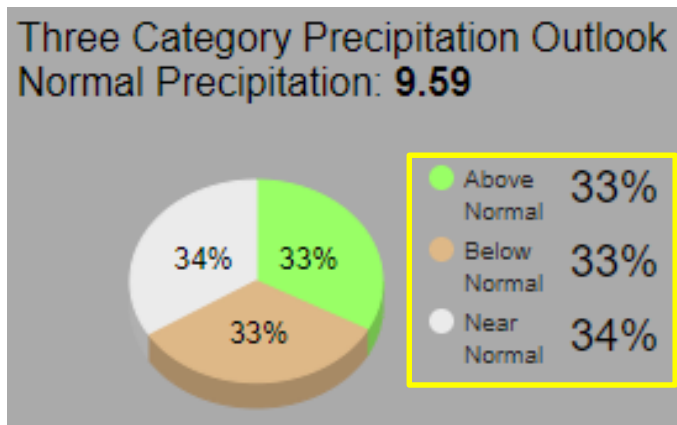 Three Category Precipitation Outlook
Normal Precipitation: 9.59
34%
33%
33%
Above Normal 33%
Below Normal 33%
Near Normal 34%